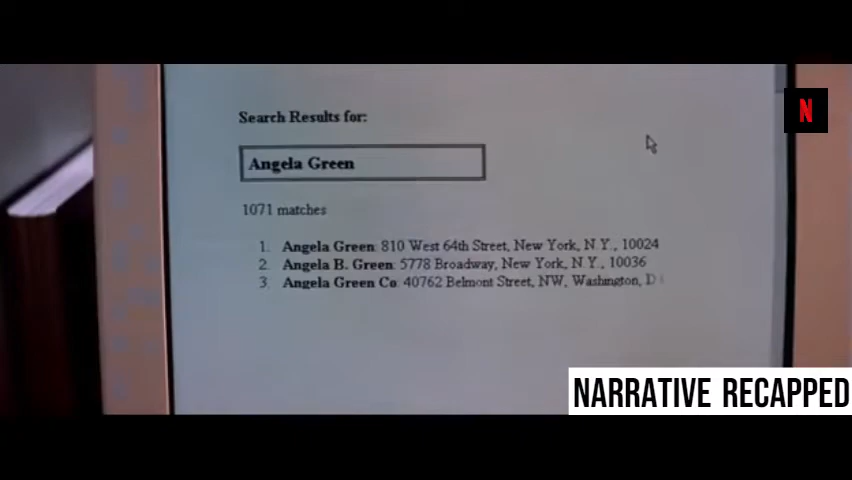 Search Results for:
Angela Green
1071 matches
1. Angela Green: 810 West 64th Street, New York, N.Y., 10024
2. Angela B. Green: 5778 Broadway, New York, N.Y., 10036
3. Angela Green Co: 40762 Belmont Street, NW, Washington, D
N
NARRATIVE RECAPPED